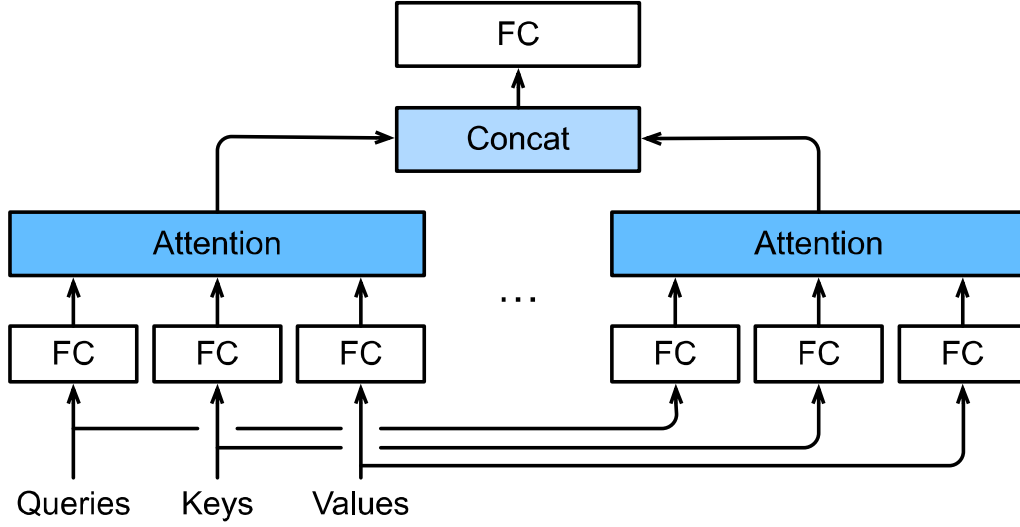 FC
Concat
Attention Attention
...
FC FC FC FC FC FC
Queries Keys Values